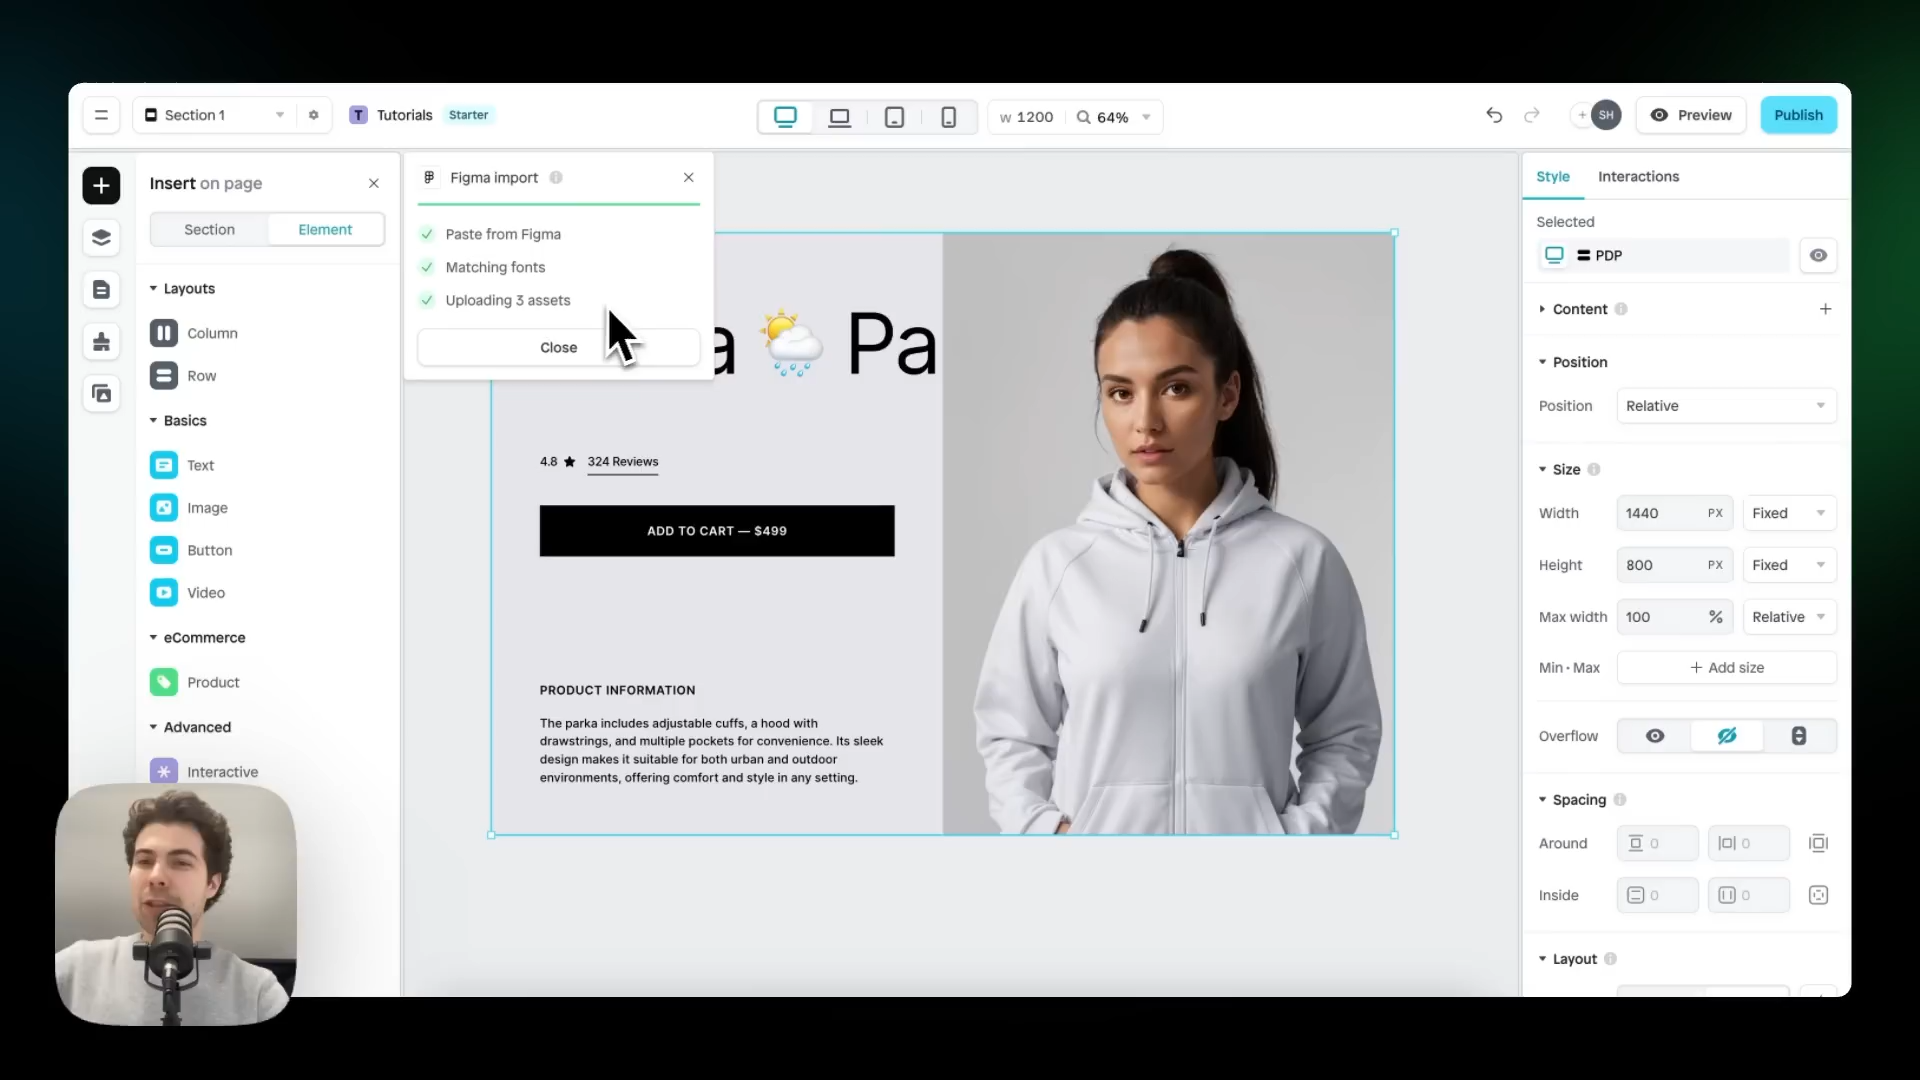 Section 1
T Tutorials Starter
W 1200 64%
SH
Preview
Publish
Insert on page
Section Element
Layouts
Column
Row
Basics
Text
Image
Button
Video
eCommerce
Product
Advanced
Interactive
Figma import
Paste from Figma
Matching fonts
Uploading 3 assets
Close
a 🌦️ Pa
4.8 ★ 324 Reviews
ADD TO CART — $499
PRODUCT INFORMATION
The parka includes adjustable cuffs, a hood with
drawstrings, and multiple pockets for convenience. Its sleek
design makes it suitable for both urban and outdoor
environments, offering comfort and style in any setting.
Style Interactions
Selected
PDP
Content
Position
Position Relative
Size
Width 1440 PX Fixed
Height 800 PX Fixed
Max width 100 % Relative
Min · Max + Add size
Overflow
Spacing
Around 0 0
Inside 0 0
Layout